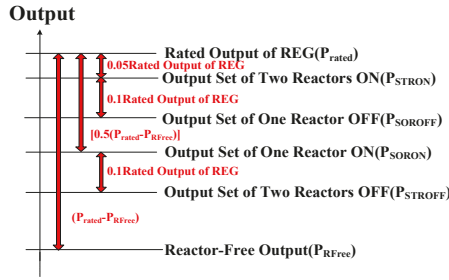 Output
Rated Output of REG(Prated)
0.05Rated Output of REG
Output Set of Two Reactors ON(PSTRON)
0.1Rated Output of REG
Output Set of One Reactor OFF(PSOROFF)
[0.5(Prated-PRFree)]
Output Set of One Reactor ON(PSORON)
0.1Rated Output of REG
Output Set of Two Reactors OFF(PSTROFF)
(Prated-PRFree)
Reactor-Free Output(PRFree)